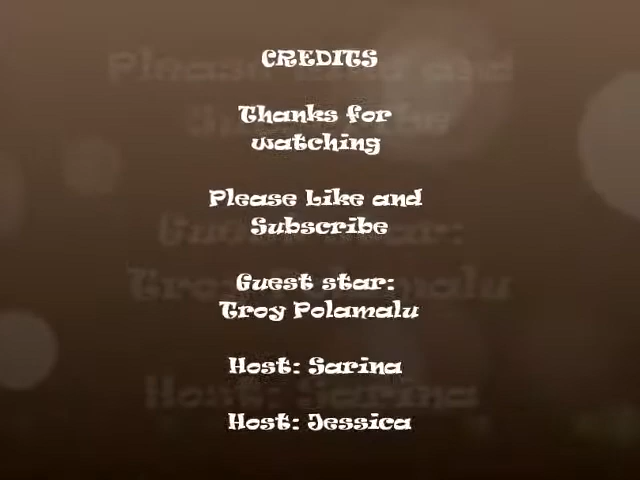 CREDITS
Thanks for
watching
Please Like and
Subscribe
Guest star:
Troy Polamalu
Host: Sarina
Host: Jessica